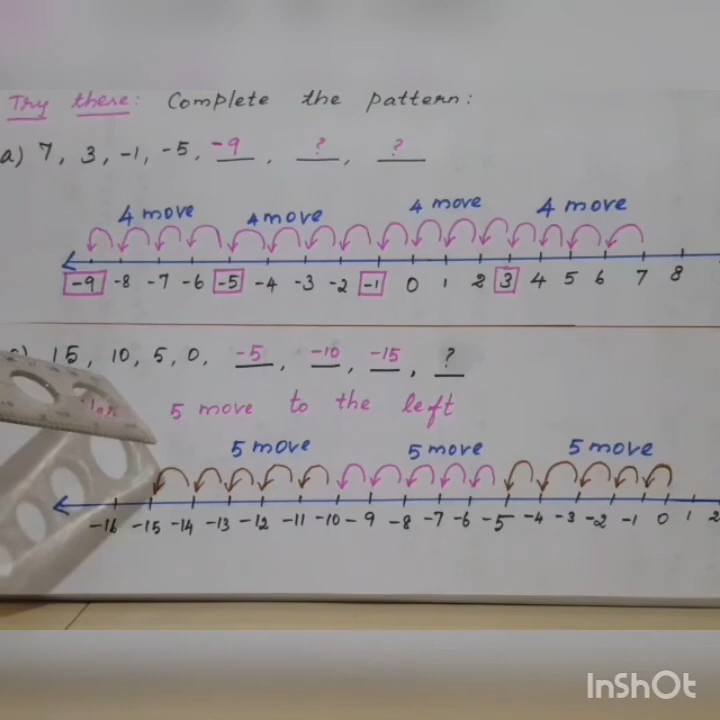 Try these: Complete the pattern:
a) 7, 3, -1, -5, -9, ?, ?
4 move 4 move 4 move 4 move
-9 -8 -7 -6 -5 -4 -3 -2 -1 0 1 2 3 4 5 6 7 8
15, 10, 5, 0, -5, -10, -15, ?
5 move to the left
5 move 5 move 5 move
-16 -15 -14 -13 -12 -11 -10 -9 -8 -7 -6 -5 -4 -3 -2 -1 0 1 2
InShOt